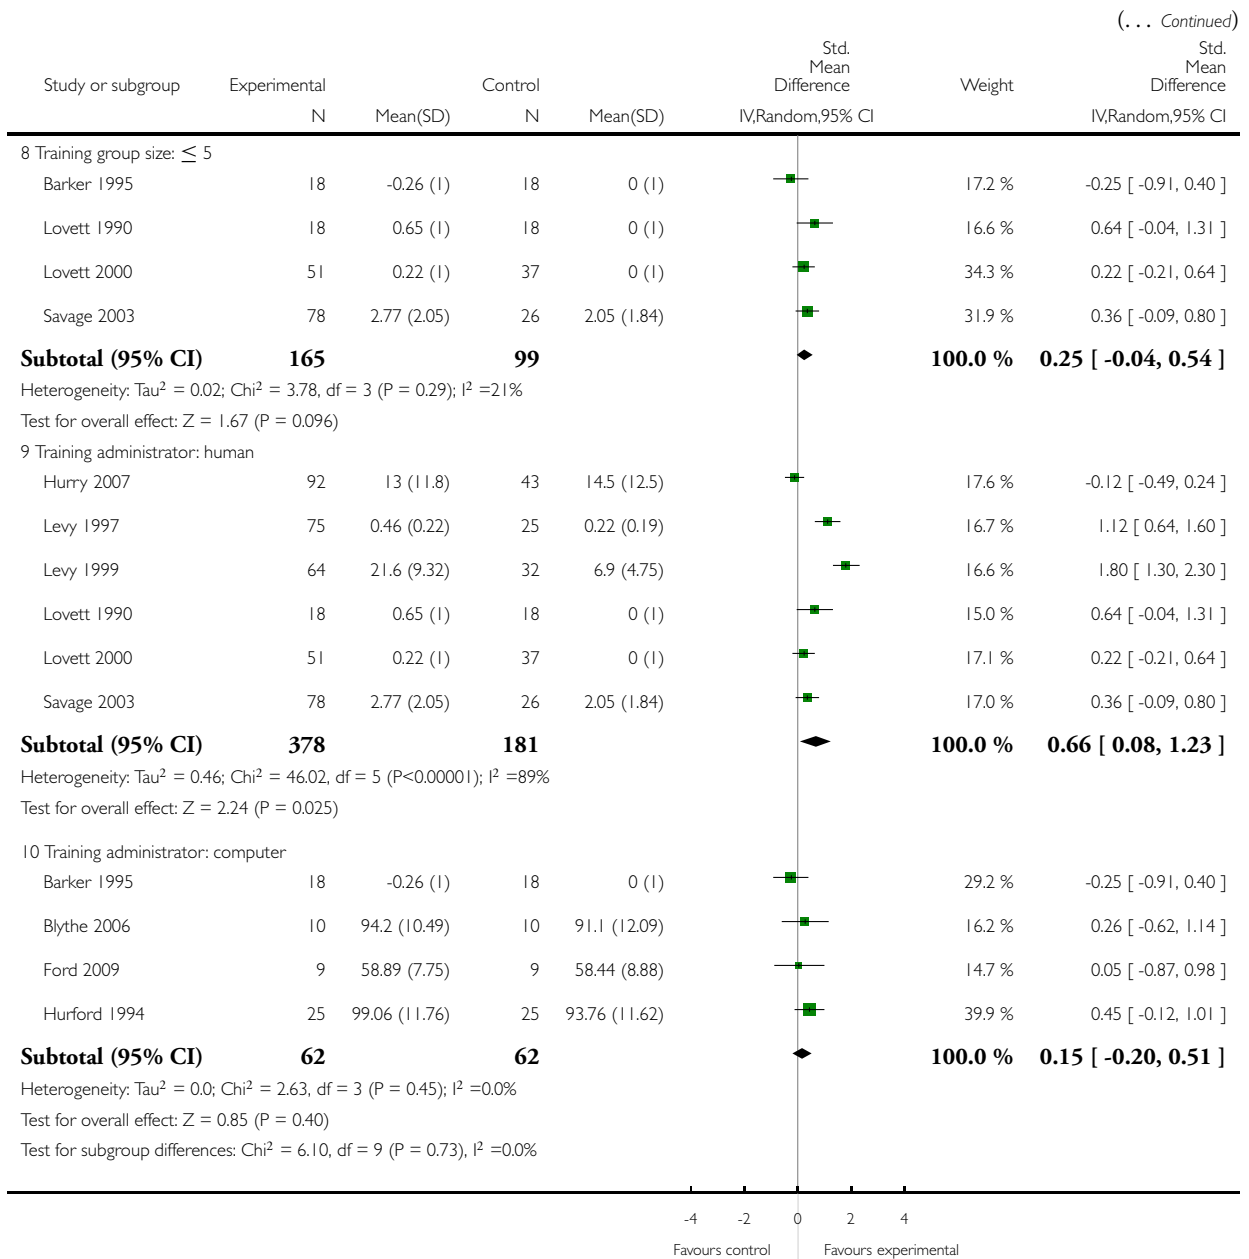 (... Continued)
Std. Mean Difference Std. Mean Difference
Study or subgroup Experimental Control Weight
N Mean(SD) N Mean(SD) IV,Random,95% CI IV,Random,95% CI
8 Training group size: ≤ 5
Barker 1995 18 -0.26 (1) 18 0 (1) 17.2 % -0.25 [ -0.91, 0.40 ]
Lovett 1990 18 0.65 (1) 18 0 (1) 16.6 % 0.64 [ -0.04, 1.31 ]
Lovett 2000 51 0.22 (1) 37 0 (1) 34.3 % 0.22 [ -0.21, 0.64 ]
Savage 2003 78 2.77 (2.05) 26 2.05 (1.84) 31.9 % 0.36 [ -0.09, 0.80 ]
Subtotal (95% CI) 165 99 100.0 % 0.25 [ -0.04, 0.54 ]
Heterogeneity: Tau² = 0.02; Chi² = 3.78, df = 3 (P = 0.29); I² =21%
Test for overall effect: Z = 1.67 (P = 0.096)
9 Training administrator: human
Hurry 2007 92 13 (11.8) 43 14.5 (12.5) 17.6 % -0.12 [ -0.49, 0.24 ]
Levy 1997 75 0.46 (0.22) 25 0.22 (0.19) 16.7 % 1.12 [ 0.64, 1.60 ]
Levy 1999 64 21.6 (9.32) 32 6.9 (4.75) 16.6 % 1.80 [ 1.30, 2.30 ]
Lovett 1990 18 0.65 (1) 18 0 (1) 15.0 % 0.64 [ -0.04, 1.31 ]
Lovett 2000 51 0.22 (1) 37 0 (1) 17.1 % 0.22 [ -0.21, 0.64 ]
Savage 2003 78 2.77 (2.05) 26 2.05 (1.84) 17.0 % 0.36 [ -0.09, 0.80 ]
Subtotal (95% CI) 378 181 100.0 % 0.66 [ 0.08, 1.23 ]
Heterogeneity: Tau² = 0.46; Chi² = 46.02, df = 5 (P<0.00001); I² =89%
Test for overall effect: Z = 2.24 (P = 0.025)
10 Training administrator: computer
Barker 1995 18 -0.26 (1) 18 0 (1) 29.2 % -0.25 [ -0.91, 0.40 ]
Blythe 2006 10 94.2 (10.49) 10 91.1 (12.09) 16.2 % 0.26 [ -0.62, 1.14 ]
Ford 2009 9 58.89 (7.75) 9 58.44 (8.88) 14.7 % 0.05 [ -0.87, 0.98 ]
Hurford 1994 25 99.06 (11.76) 25 93.76 (11.62) 39.9 % 0.45 [ -0.12, 1.01 ]
Subtotal (95% CI) 62 62 100.0 % 0.15 [ -0.20, 0.51 ]
Heterogeneity: Tau² = 0.0; Chi² = 2.63, df = 3 (P = 0.45); I² =0.0%
Test for overall effect: Z = 0.85 (P = 0.40)
Test for subgroup differences: Chi² = 6.10, df = 9 (P = 0.73), I² =0.0%
-4 -2 0 2 4
Favours control Favours experimental